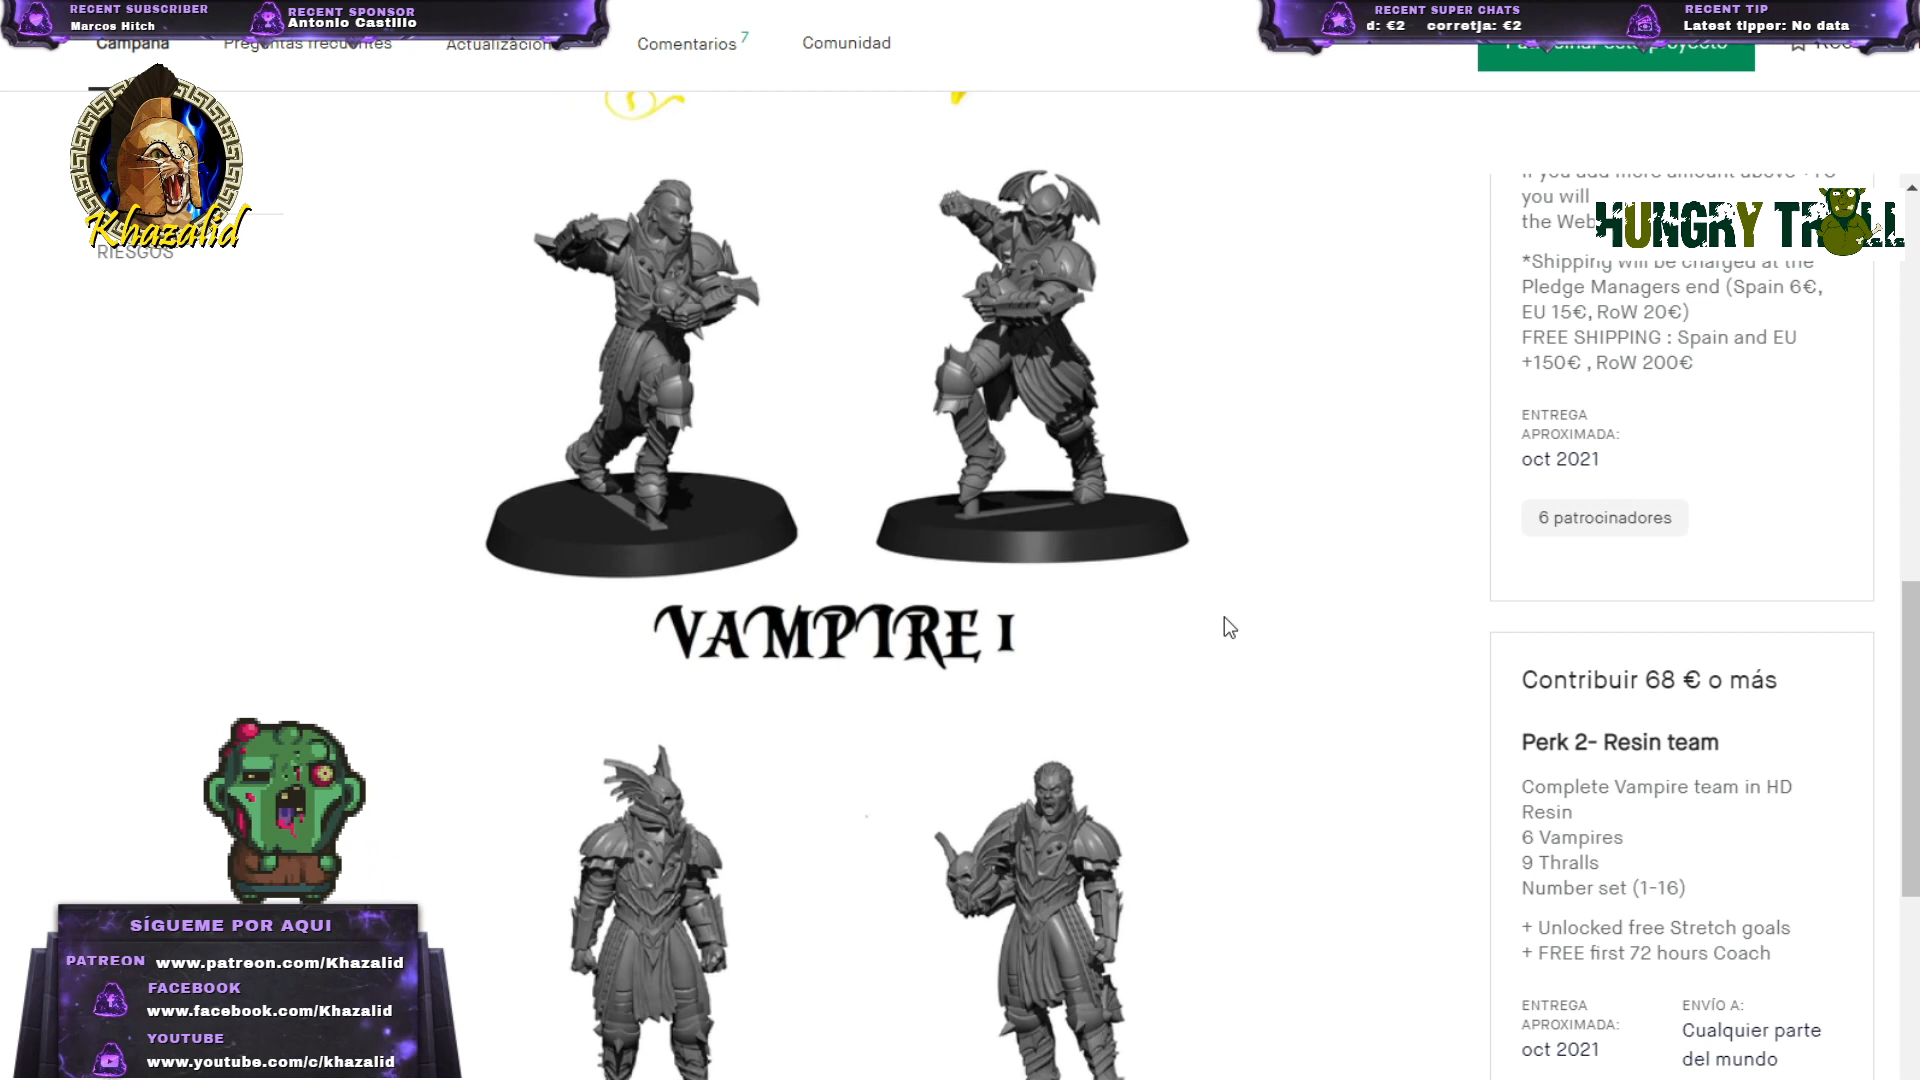 RECENT SUBSCRIBER
Marcos Hitch
RECENT SPONSOR
Antonio Castillo
RECENT SUPER CHATS
d: €2 corretja: €2
RECENT TIP
Latest tipper: No data
Campaña
Preguntas frecuentes
Comentarios 7
Comunidad
Khazalid
RIESGOS
you will
the Web
HUNGRY TROLL
*Shipping will be charged at the
Pledge Managers end (Spain 6€,
EU 15€, RoW 20€)
FREE SHIPPING : Spain and EU
+150€ , RoW 200€
ENTREGA
APROXIMADA:
oct 2021
6 patrocinadores
VAMPIRE 1
Contribuir 68 € o más
Perk 2- Resin team
Complete Vampire team in HD
Resin
6 Vampires
9 Thralls
Number set (1-16)
+ Unlocked free Stretch goals
+ FREE first 72 hours Coach
ENTREGA
APROXIMADA:
oct 2021
ENVÍO A:
Cualquier parte
del mundo
SÍGUEME POR AQUI
PATREON www.patreon.com/Khazalid
FACEBOOK
www.facebook.com/Khazalid
YOUTUBE
www.youtube.com/c/khazalid